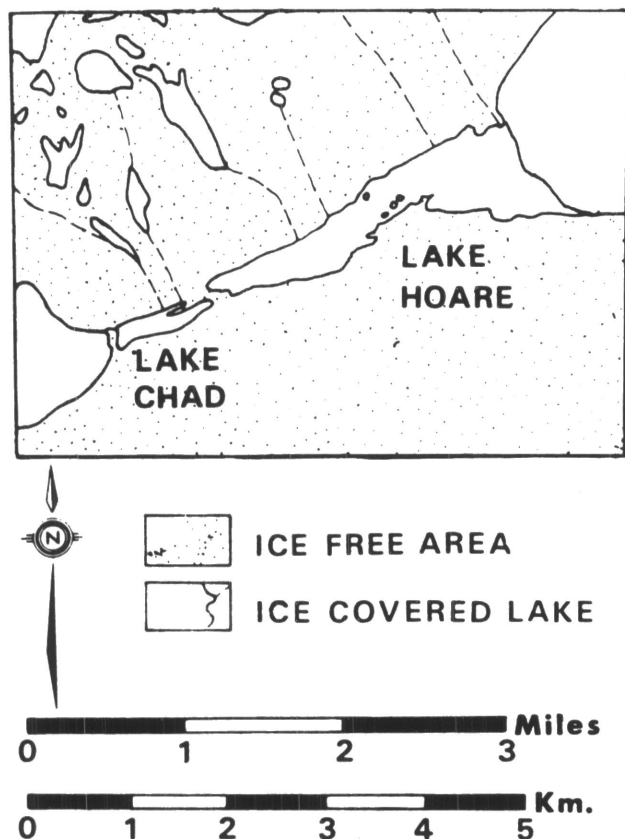 LAKE
HOARE
LAKE
CHAD
N
ICE FREE AREA
ICE COVERED LAKE
Miles
0 1 2 3
Km.
0 1 2 3 4 5